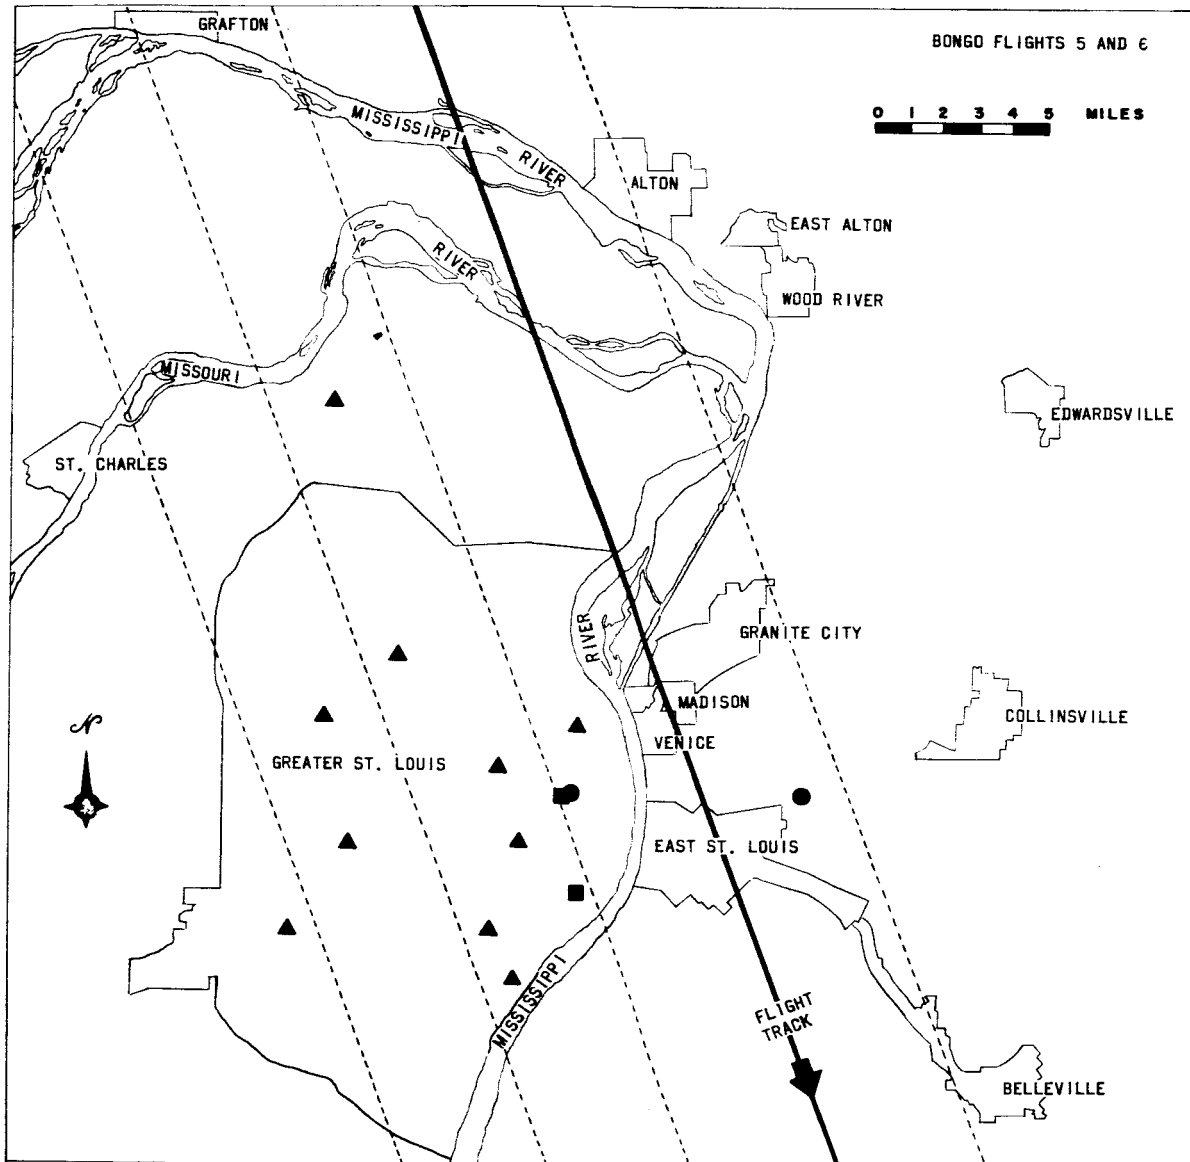 GRAFTON
BONGO FLIGHTS 5 AND 6
0 1 2 3 4 5 MILES
MISSISSIPPI
RIVER
ALTON
EAST ALTON
RIVER
WOOD RIVER
MISSOURI
EDWARDSVILLE
ST. CHARLES
RIVER
GRANITE CITY
MADISON
N
COLLINSVILLE
VENICE
GREATER ST. LOUIS
EAST ST. LOUIS
MISSISSIPPI
FLIGHT
TRACK
BELLEVILLE